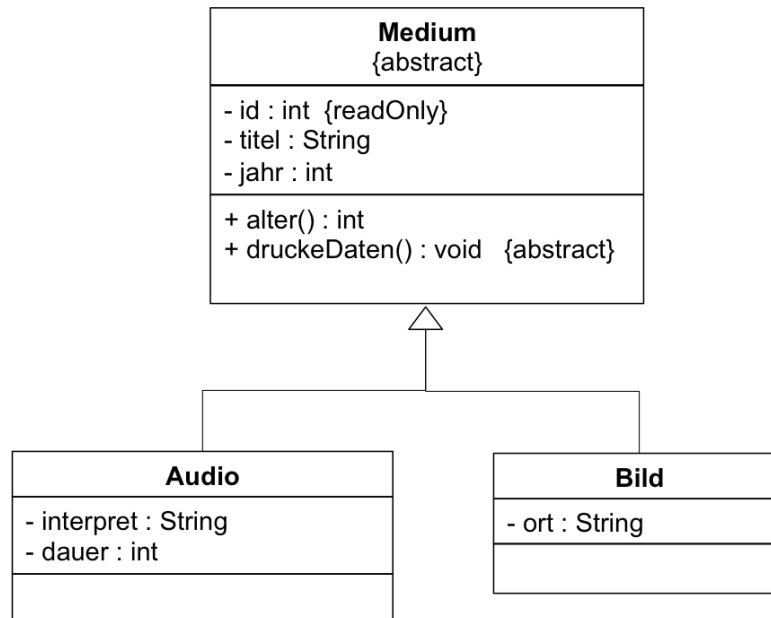 Medium
{abstract}
- id : int {readOnly}
- titel : String
- jahr : int
+ alter() : int
+ druckeDaten() : void {abstract}
Audio
- interpret : String
- dauer : int
Bild
- ort : String